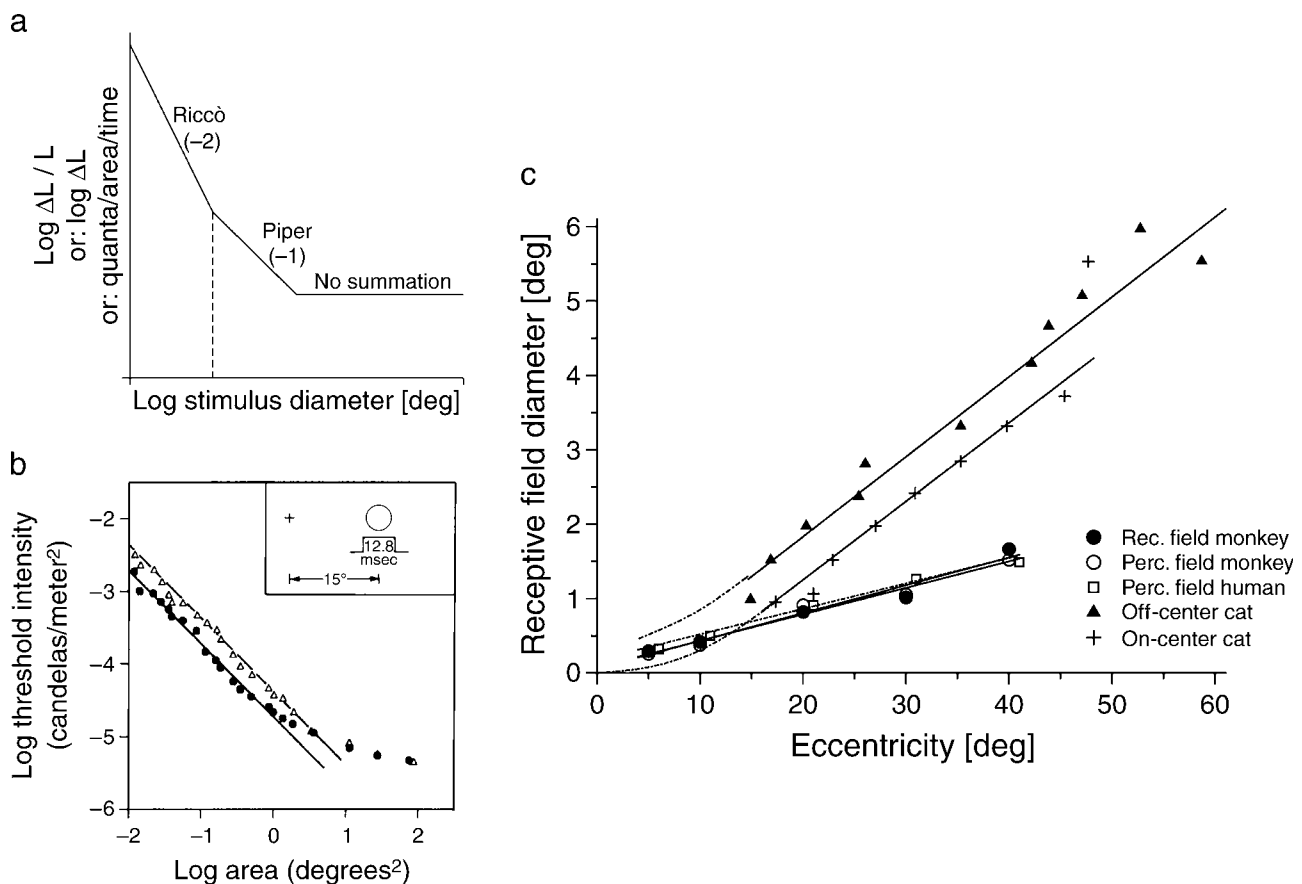 a
Log ΔL / L
or: log ΔL
or: quanta/area/time
Riccò
(–2)
Piper
(–1)
No summation
Log stimulus diameter [deg]
b
Log threshold intensity
(candelas/meter²)
–2
–3
–4
–5
–6
12.8
msec
15°
–2 –1 0 1 2
Log area (degrees²)
c
Receptive field diameter [deg]
6
5
4
3
2
1
0
Rec. field monkey
Perc. field monkey
Perc. field human
Off-center cat
On-center cat
0 10 20 30 40 50 60
Eccentricity [deg]